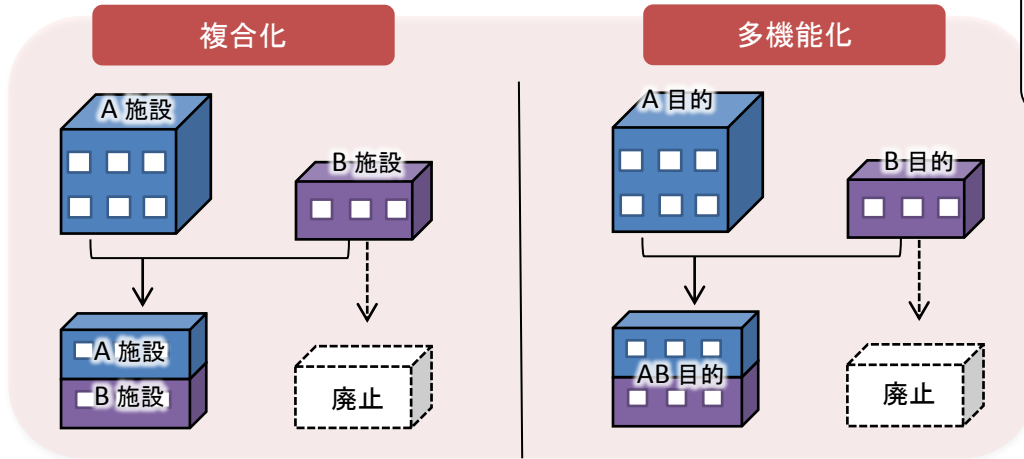 複合化
A 施設
B 施設
A 施設
B 施設
廃止
多機能化
A 目的
B 目的
AB 目的
廃止